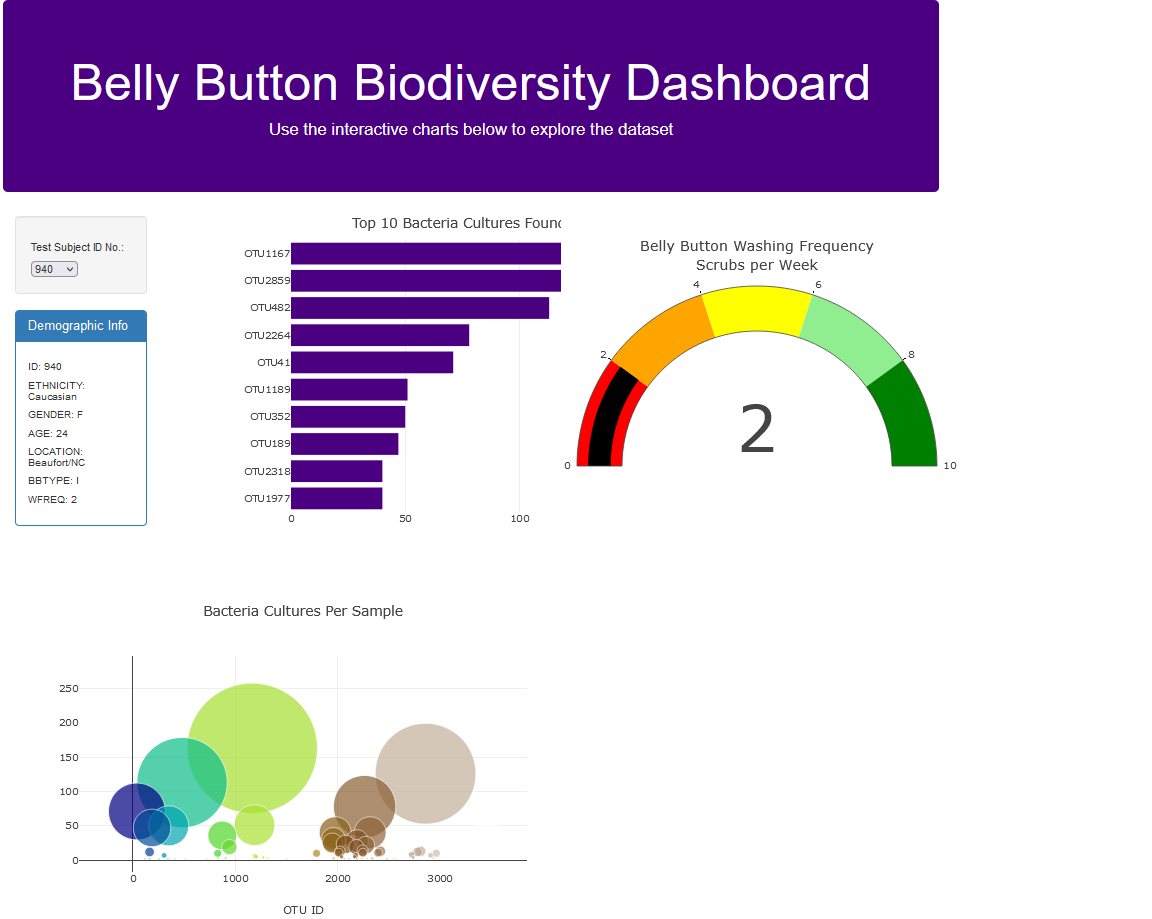 Belly Button Biodiversity Dashboard
Use the interactive charts below to explore the dataset
Test Subject ID No.:
940
Demographic Info
ID: 940
ETHNICITY:
Caucasian
GENDER: F
AGE: 24
LOCATION:
Beaufort/NC
BBTYPE: I
WFREQ: 2
Top 10 Bacteria Cultures Found
OTU1167
OTU2859
OTU482
OTU2264
OTU41
OTU1189
OTU352
OTU189
OTU2318
OTU1977
0 50 100
Belly Button Washing Frequency
Scrubs per Week
0 2 4 6 8 10
2
Bacteria Cultures Per Sample
250
200
150
100
50
0
0 1000 2000 3000
OTU ID